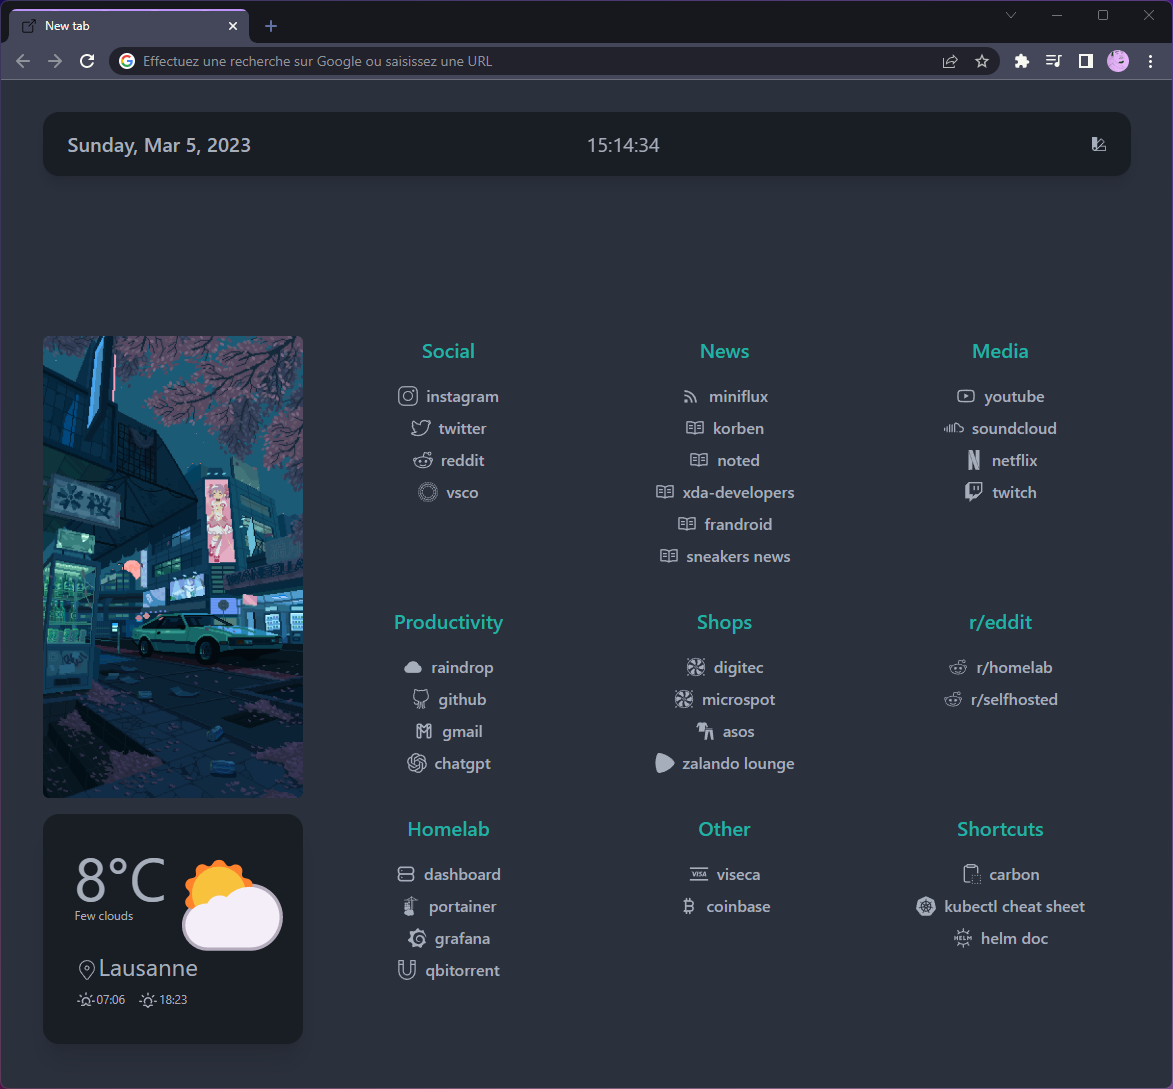 New tab
Effectuez une recherche sur Google ou saisissez une URL
Sunday, Mar 5, 2023
15:14:34
桜
Social
instagram
twitter
reddit
vsco
News
miniflux
korben
noted
xda-developers
frandroid
sneakers news
Media
youtube
soundcloud
netflix
twitch
Productivity
raindrop
github
gmail
chatgpt
Shops
digitec
microspot
asos
zalando lounge
r/eddit
r/homelab
r/selfhosted
Homelab
dashboard
portainer
grafana
qbitorrent
Other
VISA viseca
coinbase
Shortcuts
carbon
kubectl cheat sheet
HELM helm doc
8°C
Few clouds
Lausanne
07:06 18:23